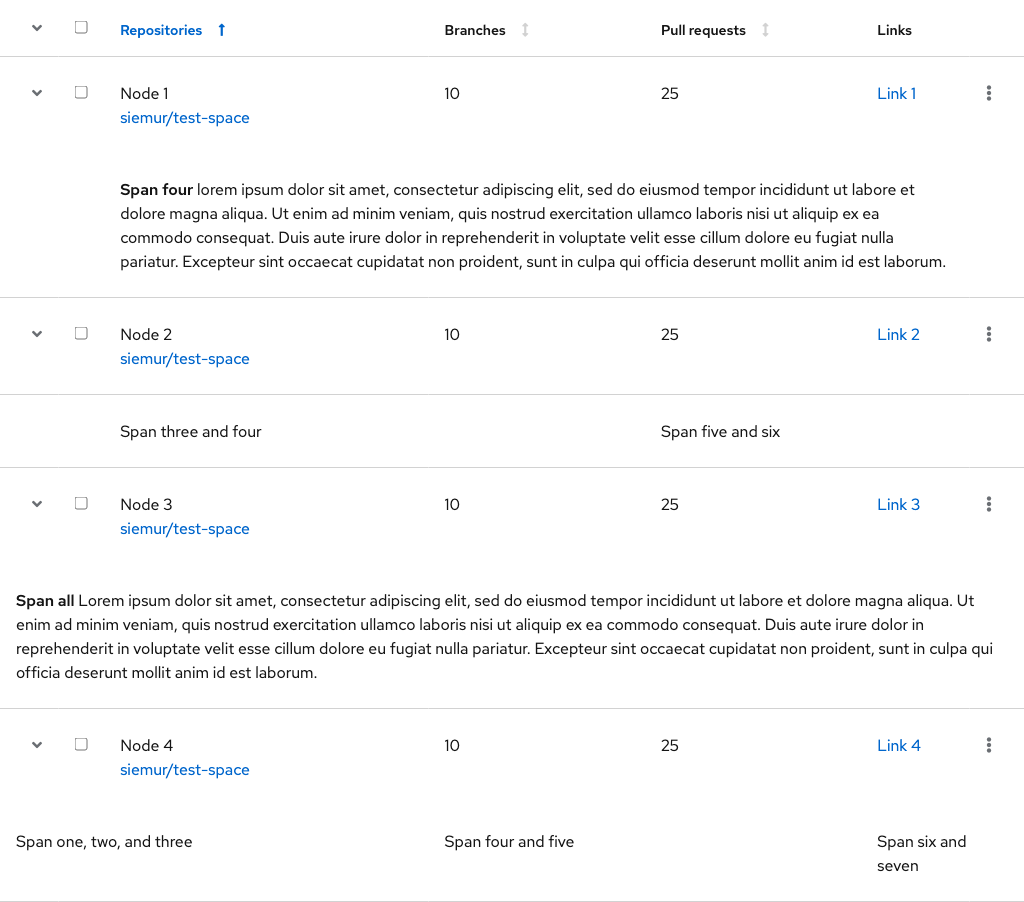 Repositories Branches Pull requests Links
Node 1 10 25 Link 1
siemur/test-space
Span four lorem ipsum dolor sit amet, consectetur adipiscing elit, sed do eiusmod tempor incididunt ut labore et
dolore magna aliqua. Ut enim ad minim veniam, quis nostrud exercitation ullamco laboris nisi ut aliquip ex ea
commodo consequat. Duis aute irure dolor in reprehenderit in voluptate velit esse cillum dolore eu fugiat nulla
pariatur. Excepteur sint occaecat cupidatat non proident, sunt in culpa qui officia deserunt mollit anim id est laborum.
Node 2 10 25 Link 2
siemur/test-space
Span three and four Span five and six
Node 3 10 25 Link 3
siemur/test-space
Span all Lorem ipsum dolor sit amet, consectetur adipiscing elit, sed do eiusmod tempor incididunt ut labore et dolore magna aliqua. Ut
enim ad minim veniam, quis nostrud exercitation ullamco laboris nisi ut aliquip ex ea commodo consequat. Duis aute irure dolor in
reprehenderit in voluptate velit esse cillum dolore eu fugiat nulla pariatur. Excepteur sint occaecat cupidatat non proident, sunt in culpa qui
officia deserunt mollit anim id est laborum.
Node 4 10 25 Link 4
siemur/test-space
Span one, two, and three Span four and five Span six and
seven